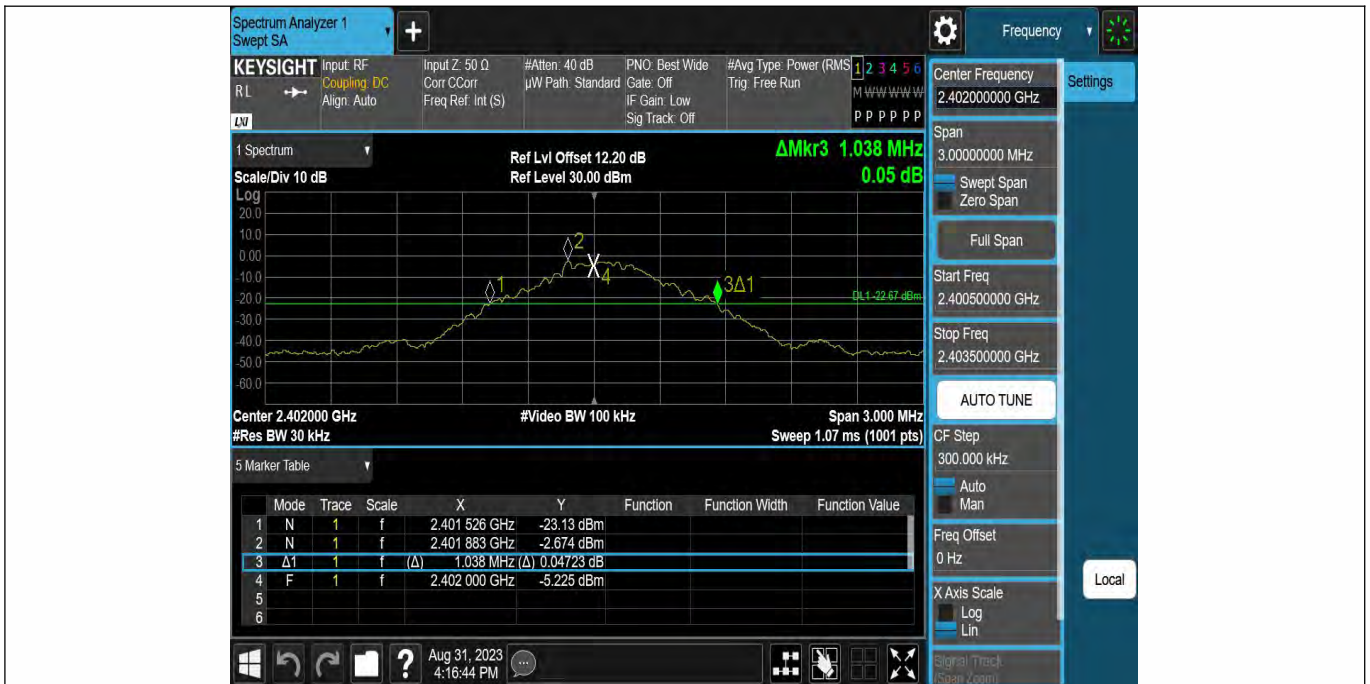 Spectrum Analyzer 1
Swept SA
Frequency
KEYSIGHT
RL
LXI
Input: RF
Coupling: DC
Align: Auto
Input Z: 50 Ω
Corr CCorr
Freq Ref: Int (S)
#Atten: 40 dB
µW Path: Standard
PNO: Best Wide
Gate: Off
IF Gain: Low
Sig Track: Off
#Avg Type: Power (RMS
Trig: Free Run
1 2 3 4 5 6
M W W W W W
P P P P P P
1 Spectrum
Scale/Div 10 dB
Ref Lvl Offset 12.20 dB
Ref Level 30.00 dBm
ΔMkr3 1.038 MHz
0.05 dB
Log
20.0
10.0
0.00
-10.0
-20.0
-30.0
-40.0
-50.0
-60.0
1
2
4
3Δ1
DL1 -22.67 dBm
Center 2.402000 GHz
#Video BW 100 kHz
Span 3.000 MHz
#Res BW 30 kHz
Sweep 1.07 ms (1001 pts)
5 Marker Table
Mode Trace Scale X Y Function Function Width Function Value
1 N 1 f 2.401 526 GHz -23.13 dBm
2 N 1 f 2.401 883 GHz -2.674 dBm
3 Δ1 1 f (Δ) 1.038 MHz (Δ) 0.04723 dB
4 F 1 f 2.402 000 GHz -5.225 dBm
5
6
Aug 31, 2023
4:16:44 PM
Center Frequency
2.402000000 GHz
Settings
Span
3.00000000 MHz
Swept Span
Zero Span
Full Span
Start Freq
2.400500000 GHz
Stop Freq
2.403500000 GHz
AUTO TUNE
CF Step
300.000 kHz
Auto
Man
Freq Offset
0 Hz
Local
X Axis Scale
Log
Lin
Signal Track
(Span Zoom)